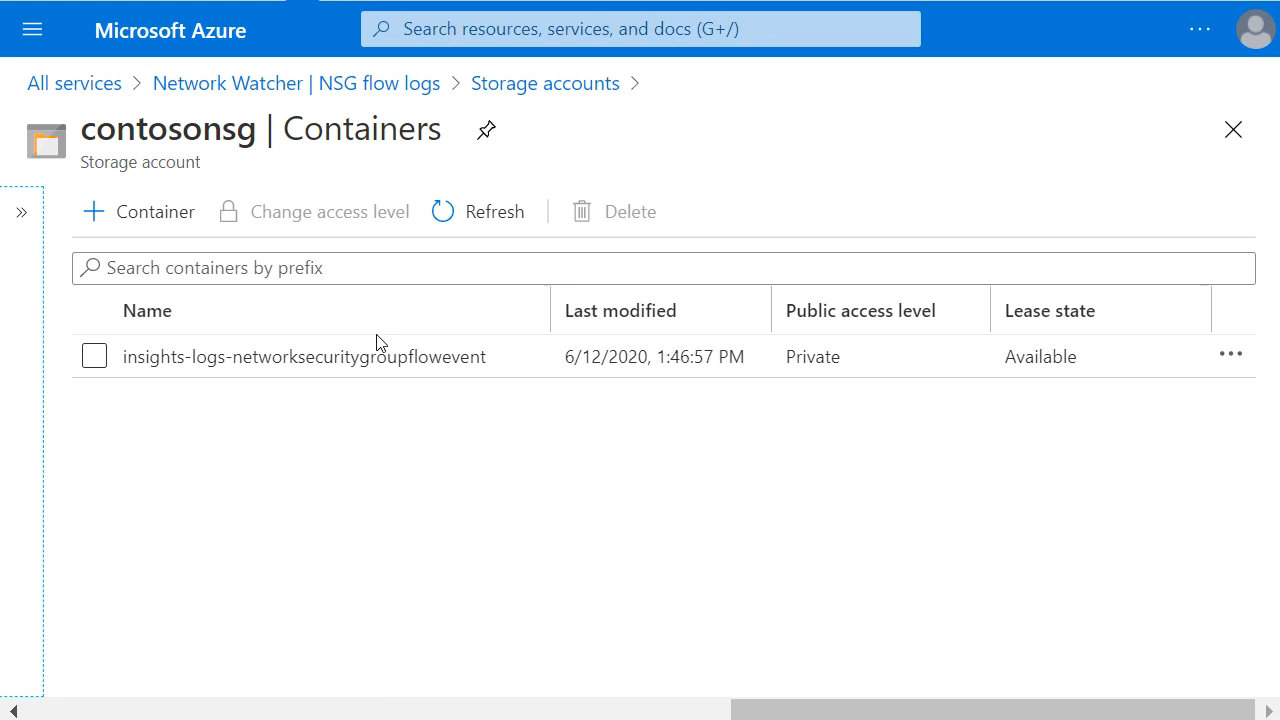 Microsoft Azure
Search resources, services, and docs (G+/)
All services > Network Watcher | NSG flow logs > Storage accounts >
contosonsg | Containers
Storage account
Container Change access level Refresh Delete
Search containers by prefix
Name Last modified Public access level Lease state
insights-logs-networksecuritygroupflowevent 6/12/2020, 1:46:57 PM Private Available